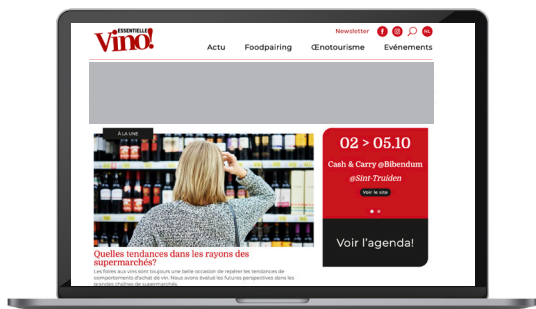 ESSENTIELLE
Vino!
Newsletter
NL
Actu Foodpairing Œnotourisme Evénements
À LA UNE
02 > 05.10
Cash & Carry @Bibendum
@Sint-Truiden
Voir le site
Voir l'agenda!
Quelles tendances dans les rayons des
supermarchés?
Les foires aux vins sont toujours une belle occasion de repérer les tendances de
comportements d'achat de vin. Nous avons évalué les futures perspectives dans les
grandes chaînes de supermarchés.